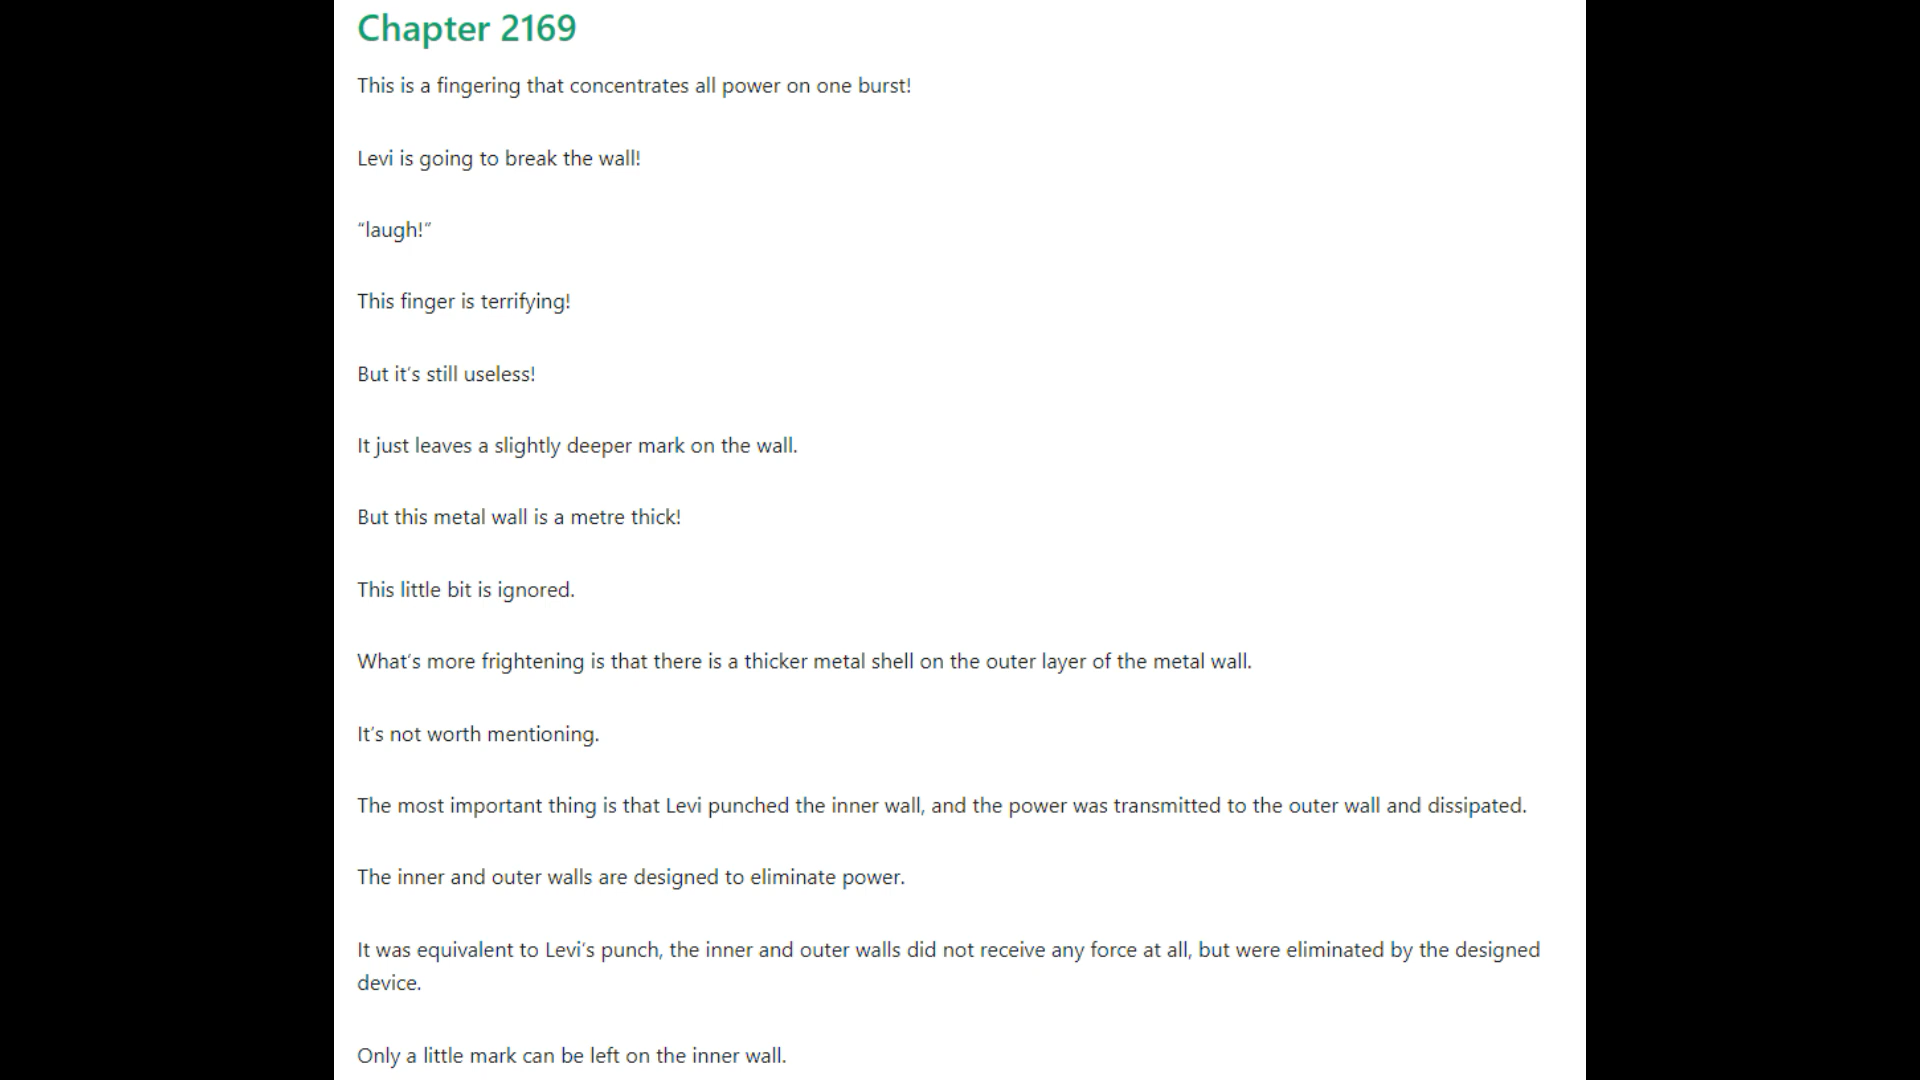 Chapter 2169
This is a fingering that concentrates all power on one burst!
Levi is going to break the wall!
“laugh!”
This finger is terrifying!
But it’s still useless!
It just leaves a slightly deeper mark on the wall.
But this metal wall is a metre thick!
This little bit is ignored.
What’s more frightening is that there is a thicker metal shell on the outer layer of the metal wall.
It’s not worth mentioning.
The most important thing is that Levi punched the inner wall, and the power was transmitted to the outer wall and dissipated.
The inner and outer walls are designed to eliminate power.
It was equivalent to Levi’s punch, the inner and outer walls did not receive any force at all, but were eliminated by the designed
device.
Only a little mark can be left on the inner wall.